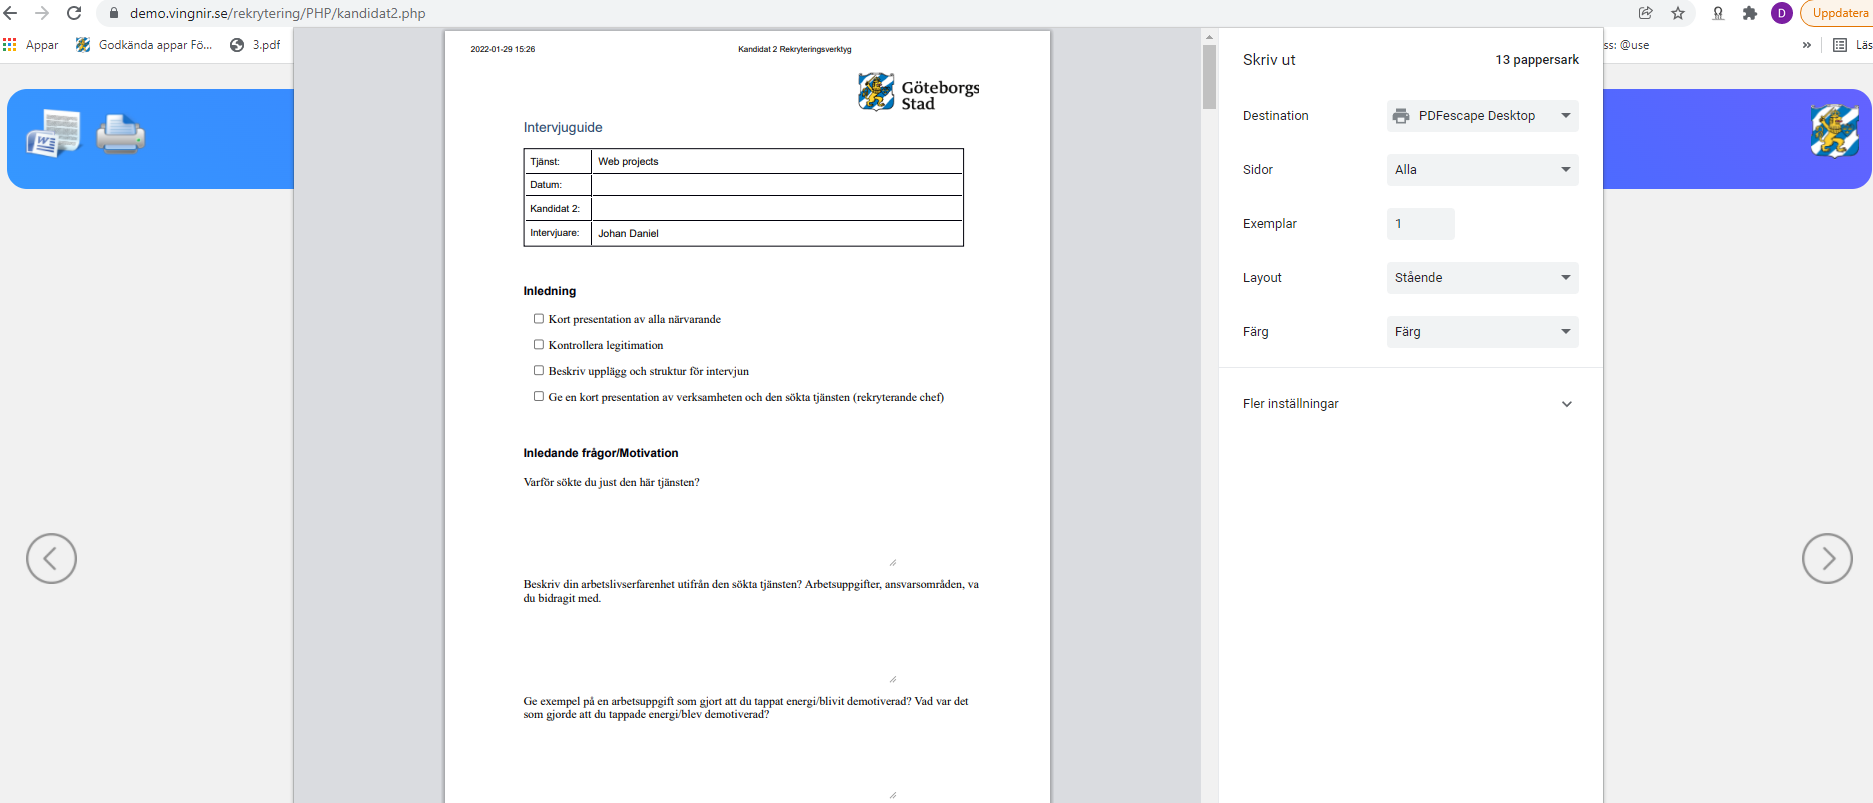 demo.vingnir.se/rekrytering/PHP/kandidat2.php
D
Uppdatera
Appar
Godkända appar Fö...
3.pdf
ss: @use
»
Läs
2022-01-29 15:26
Kandidat 2 Rekryteringsverktyg
Göteborgs
Stad
Intervjuguide
Tjänst: Web projects
Datum:
Kandidat 2:
Intervjuare: Johan Daniel
Inledning
Kort presentation av alla närvarande
Kontrollera legitimation
Beskriv upplägg och struktur för intervjun
Ge en kort presentation av verksamheten och den sökta tjänsten (rekryterande chef)
Inledande frågor/Motivation
Varför sökte du just den här tjänsten?
Beskriv din arbetslivserfarenhet utifrån den sökta tjänsten? Arbetsuppgifter, ansvarsområden, va
du bidragit med.
Ge exempel på en arbetsuppgift som gjort att du tappat energi/blivit demotiverad? Vad var det
som gjorde att du tappade energi/blev demotiverad?
W
Skriv ut
13 pappersark
Destination
PDFescape Desktop
Sidor
Alla
Exemplar
1
Layout
Stående
Färg
Färg
Fler inställningar